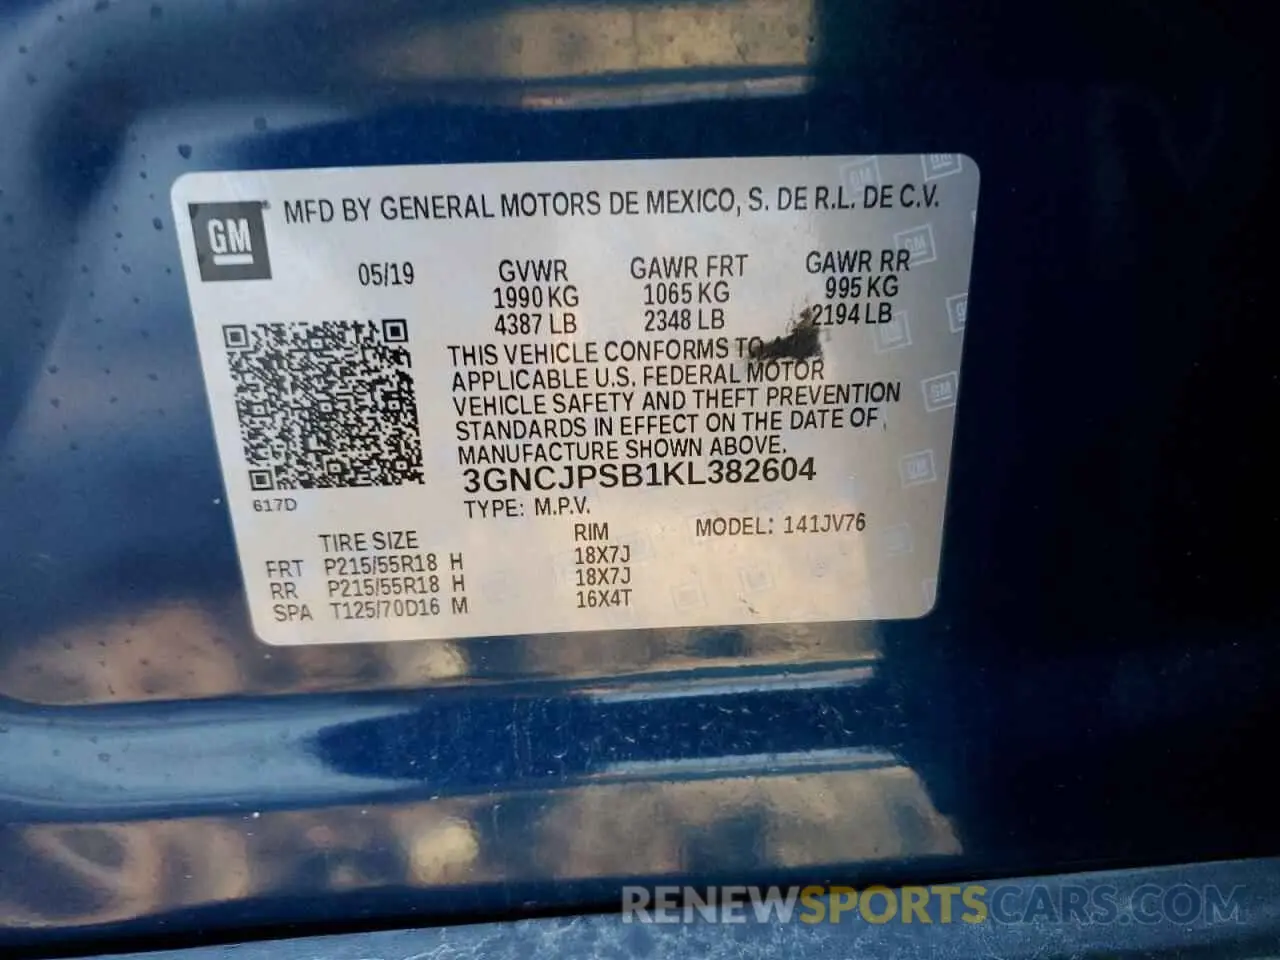 GM
MFD BY GENERAL MOTORS DE MEXICO, S. DE R.L. DE C.V.
05/19 GVWR GAWR FRT GAWR RR
1990 KG 1065 KG 995 KG
4387 LB 2348 LB 2194 LB
THIS VEHICLE CONFORMS TO
APPLICABLE U.S. FEDERAL MOTOR
VEHICLE SAFETY AND THEFT PREVENTION
STANDARDS IN EFFECT ON THE DATE OF
MANUFACTURE SHOWN ABOVE.
3GNCJPSB1KL382604
617D
TYPE: M.P.V.
TIRE SIZE RIM MODEL: 141JV76
FRT P215/55R18 H 18X7J
RR P215/55R18 H 18X7J
SPA T125/70D16 M 16X4T
RENEWSPORTSCARS.COM